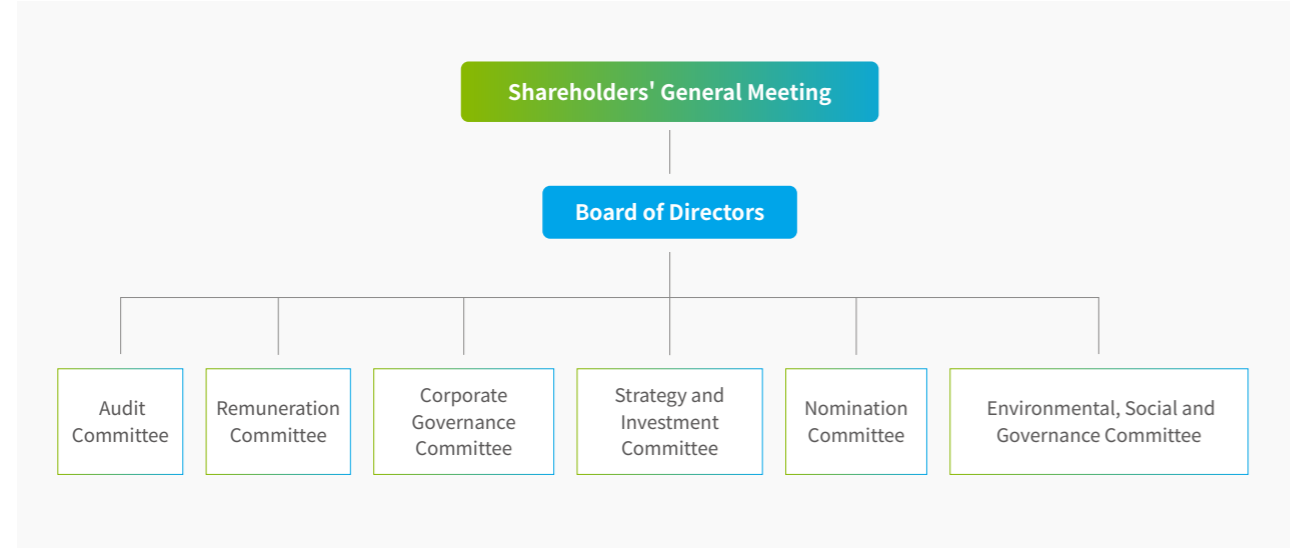 Shareholders' General Meeting
Board of Directors
Audit
Committee
Remuneration
Committee
Corporate
Governance
Committee
Strategy and
Investment
Committee
Nomination
Committee
Environmental, Social and
Governance Committee